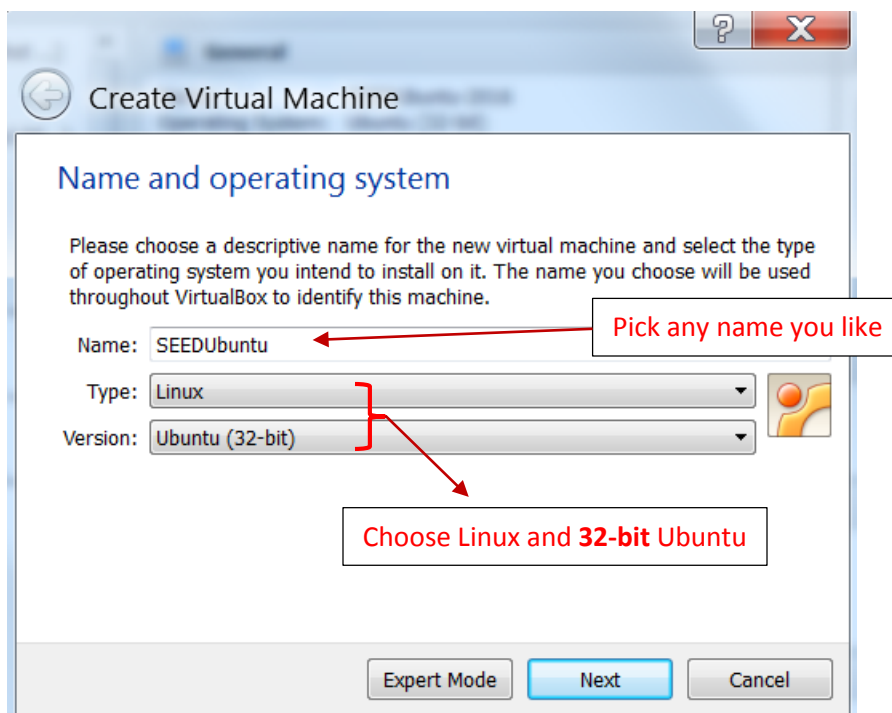 General
Create Virtual Machine
Name and operating system
Please choose a descriptive name for the new virtual machine and select the type
of operating system you intend to install on it. The name you choose will be used
throughout VirtualBox to identify this machine.
Pick any name you like
Name: SEEDUbuntu
Type: Linux
Version: Ubuntu (32-bit)
Choose Linux and 32-bit Ubuntu
Expert Mode Next Cancel